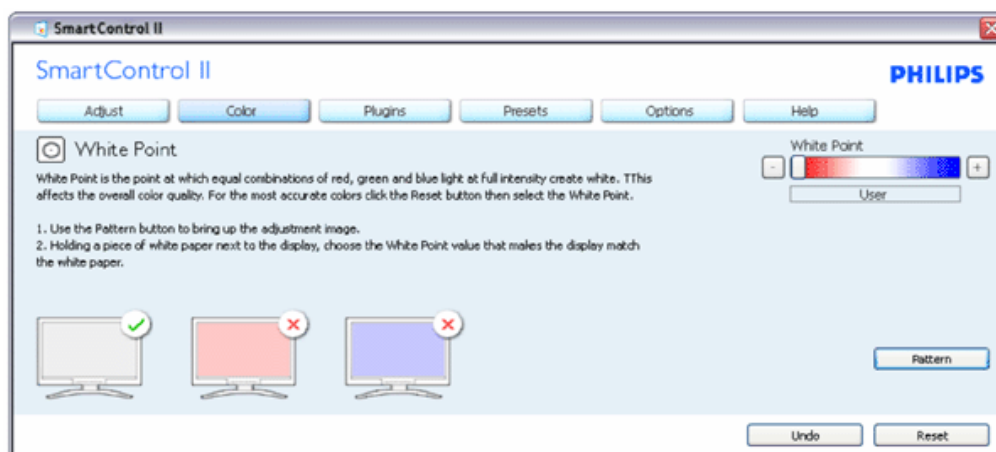 SmartControl II
SmartControl II
PHILIPS
Adjust Color Plugins Presets Options Help
White Point
White Point is the point at which equal combinations of red, green and blue light at full intensity create white. TThis
affects the overall color quality. For the most accurate colors click the Reset button then select the White Point.
1. Use the Pattern button to bring up the adjustment image.
2. Holding a piece of white paper next to the display, choose the White Point value that makes the display match
the white paper.
White Point
- +
User
Pattern
Undo Reset